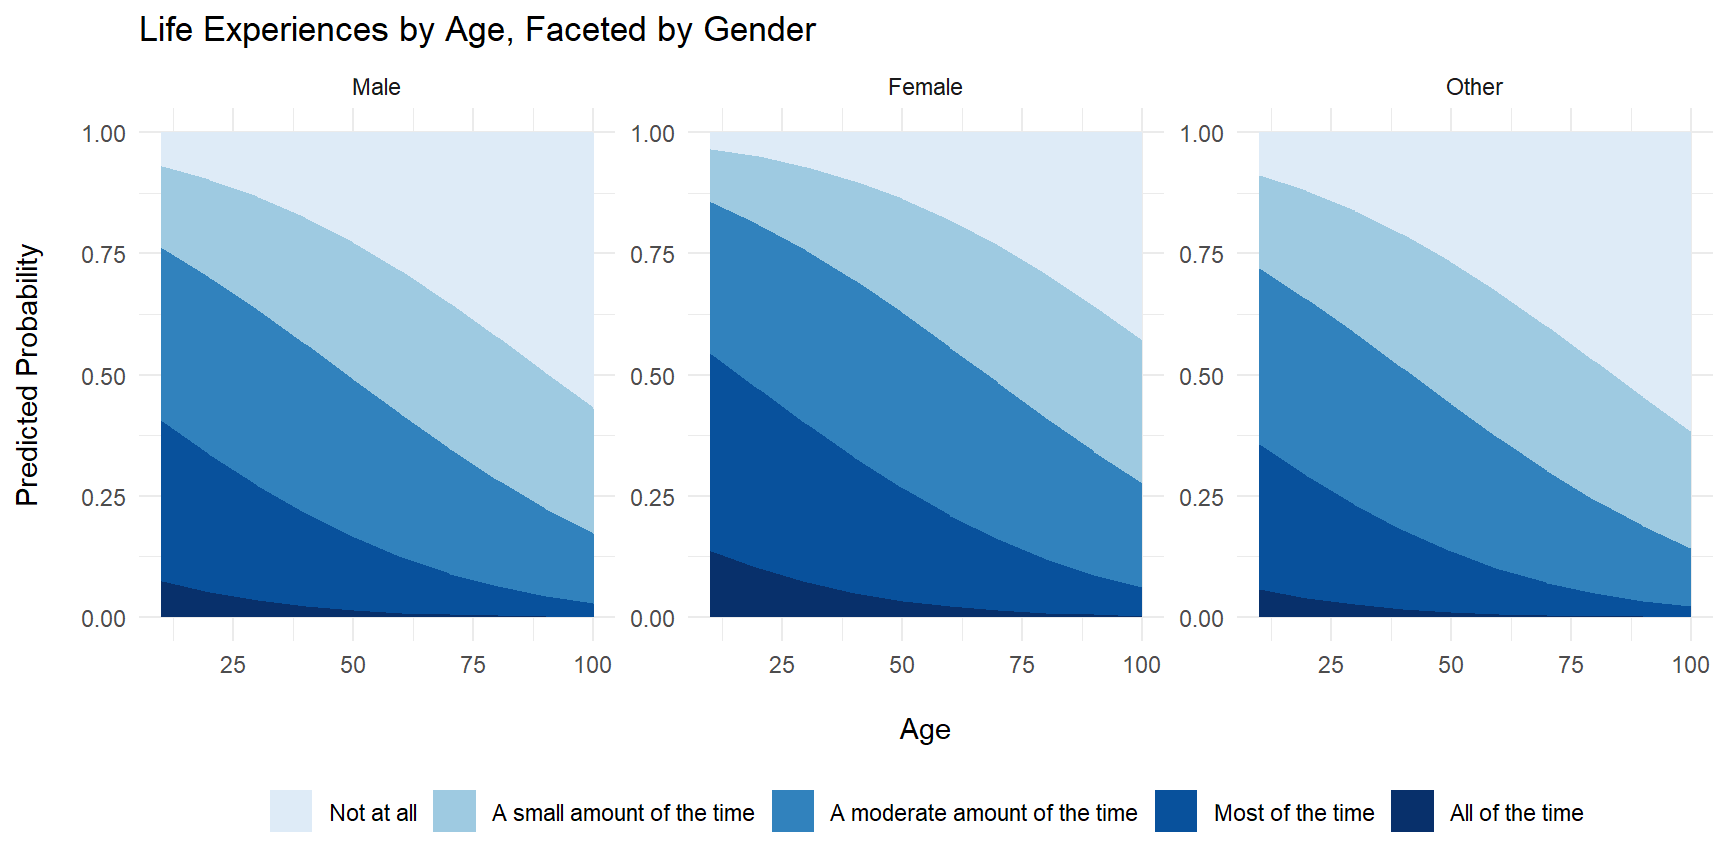 Life Experiences by Age, Faceted by Gender
Male
Female
Other
Predicted Probability
1.00
0.75
0.50
0.25
0.00
1.00
0.75
0.50
0.25
0.00
1.00
0.75
0.50
0.25
0.00
25 50 75 100
25 50 75 100
25 50 75 100
Age
Not at all
A small amount of the time
A moderate amount of the time
Most of the time
All of the time